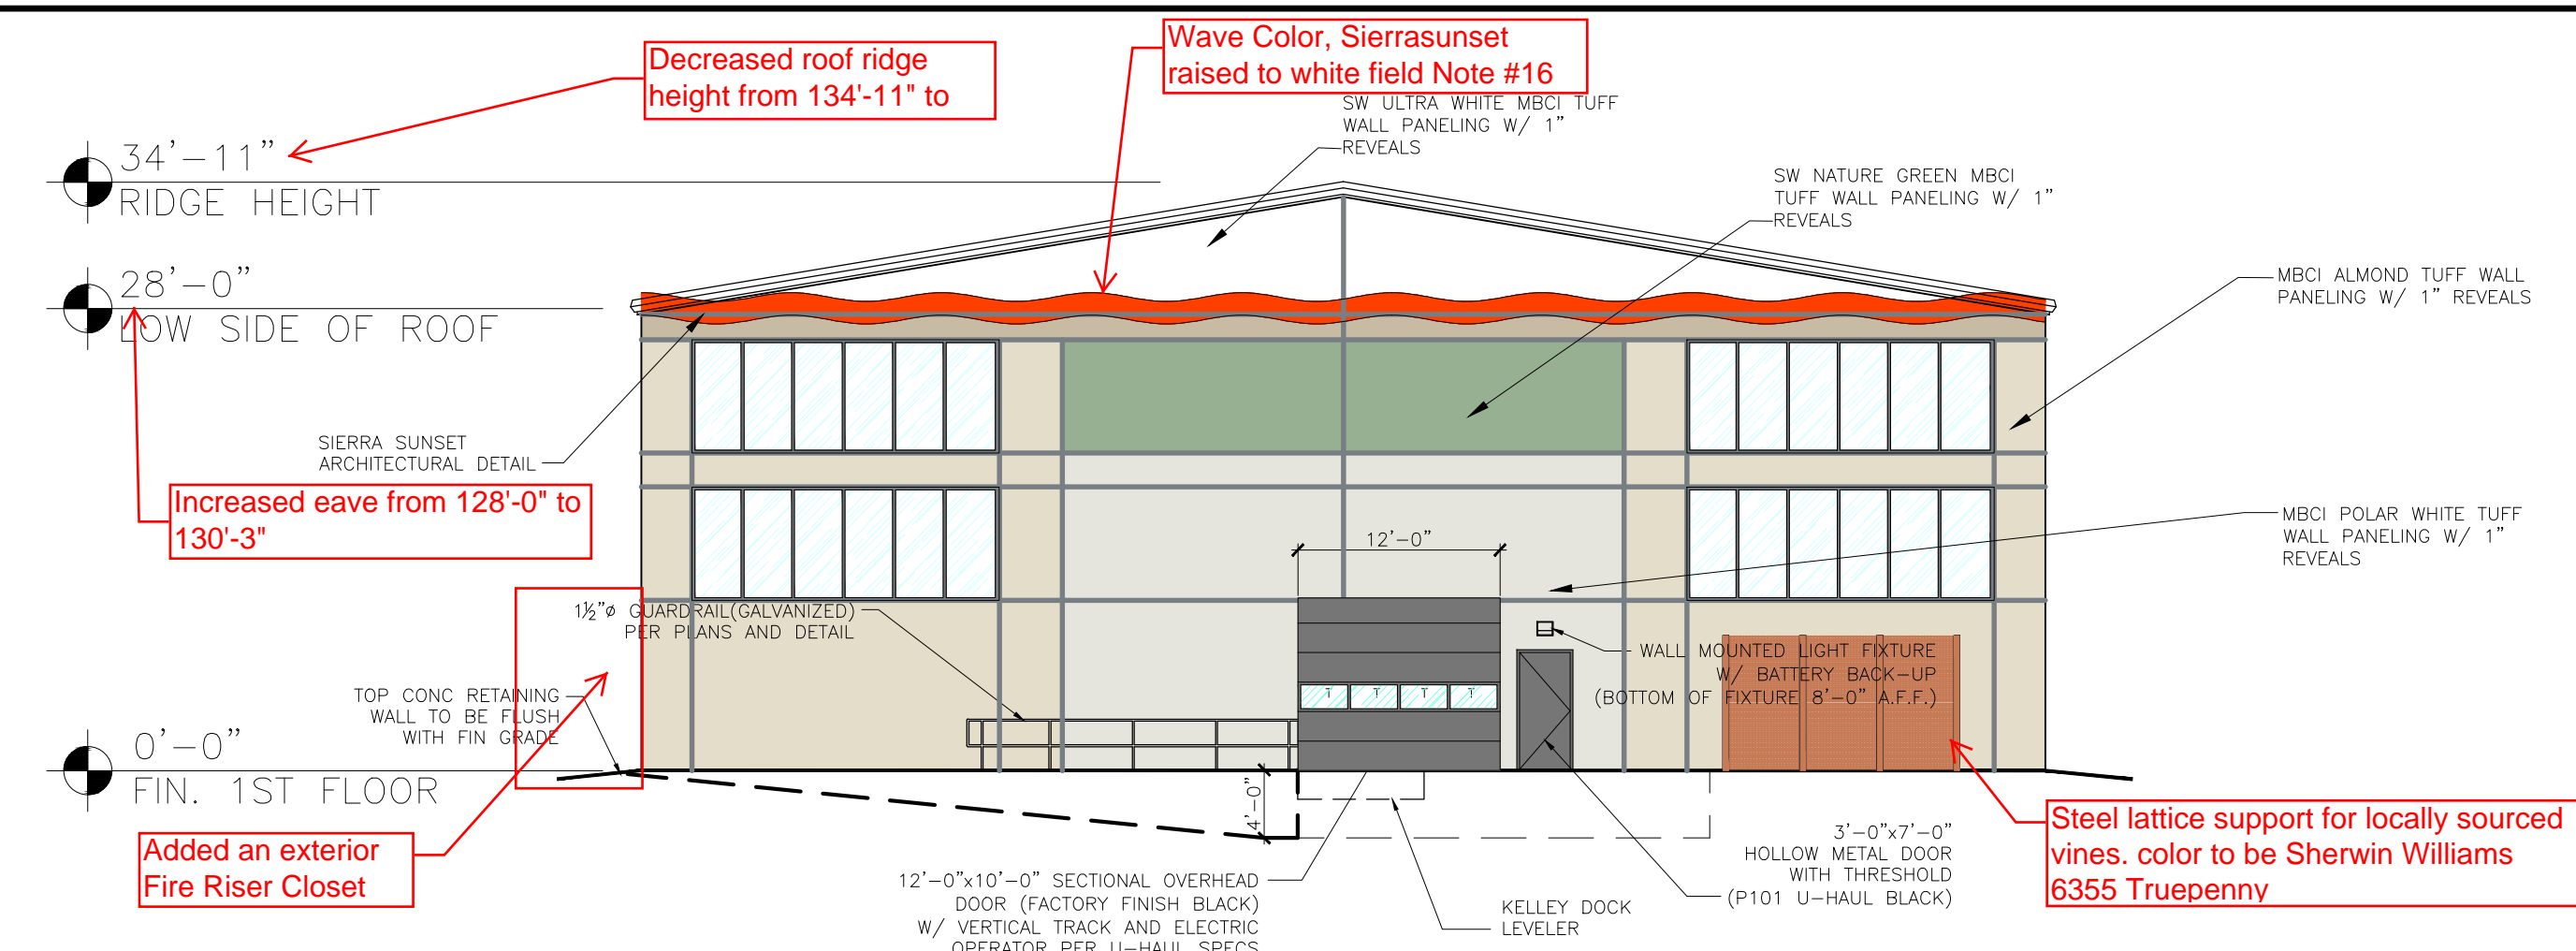 Decreased roof ridge
height from 134'-11" to
Wave Color, Sierrasunset
raised to white field Note #16
SW ULTRA WHITE MBCI TUFF
WALL PANELING W/ 1"
REVEALS
34'-11"
RIDGE HEIGHT
SW NATURE GREEN MBCI
TUFF WALL PANELING W/ 1"
REVEALS
28'-0"
LOW SIDE OF ROOF
MBCI ALMOND TUFF WALL
PANELING W/ 1" REVEALS
SIERRA SUNSET
ARCHITECTURAL DETAIL
Increased eave from 128'-0" to
130'-3"
MBCI POLAR WHITE TUFF
WALL PANELING W/ 1"
REVEALS
12'-0"
1½"ø GUARDRAIL(GALVANIZED)
PER PLANS AND DETAIL
WALL MOUNTED LIGHT FIXTURE
W/ BATTERY BACK-UP
(BOTTOM OF FIXTURE 8'-0" A.F.F.)
TOP CONC RETAINING
WALL TO BE FLUSH
WITH FIN GRADE
T T T T
0'-0"
FIN. 1ST FLOOR
4'-0"
Added an exterior
Fire Riser Closet
Steel lattice support for locally sourced
vines. color to be Sherwin Williams
6355 Truepenny
3'-0"x7'-0"
HOLLOW METAL DOOR
WITH THRESHOLD
(P101 U-HAUL BLACK)
12'-0"x10'-0" SECTIONAL OVERHEAD
DOOR (FACTORY FINISH BLACK)
W/ VERTICAL TRACK AND ELECTRIC
OPERATOR PER U-HAUL SPECS
KELLEY DOCK
LEVELER